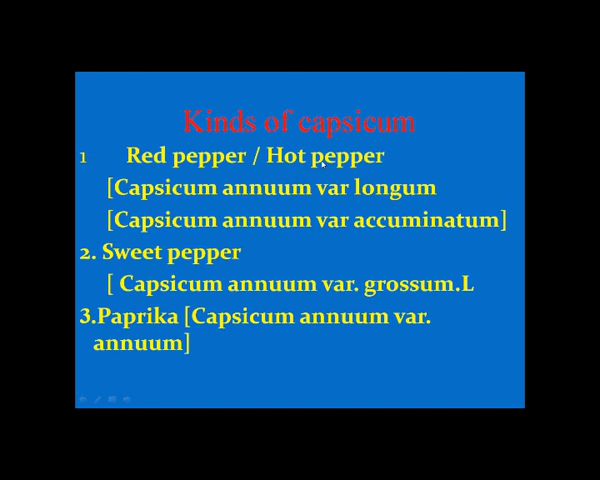 Kinds of capsicum
1 Red pepper / Hot pepper
[Capsicum annuum var longum
[Capsicum annuum var accuminatum]
2. Sweet pepper
[ Capsicum annuum var. grossum.L
3.Paprika [Capsicum annuum var.
annuum]